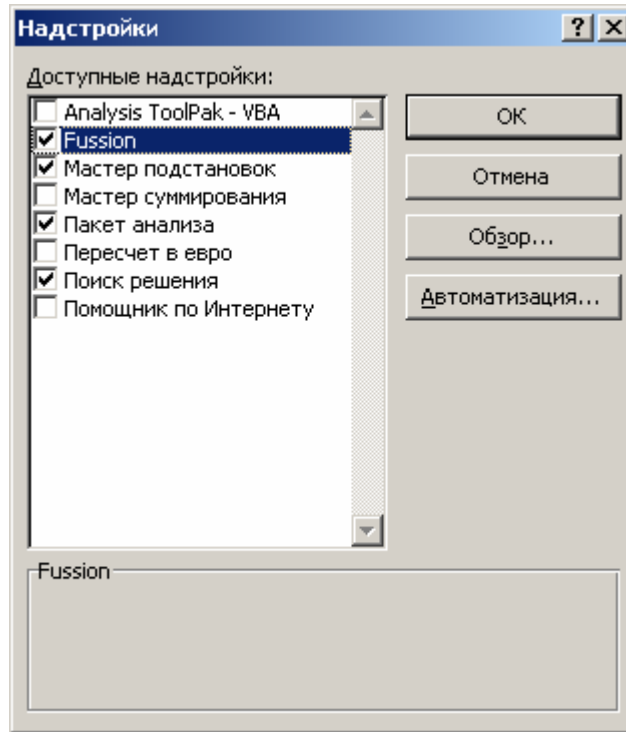 Надстройки
Доступные надстройки:
Analysis ToolPak - VBA
Fussion
Мастер подстановок
Мастер суммирования
Пакет анализа
Пересчет в евро
Поиск решения
Помощник по Интернету
OK
Отмена
Обзор...
Автоматизация...
Fussion